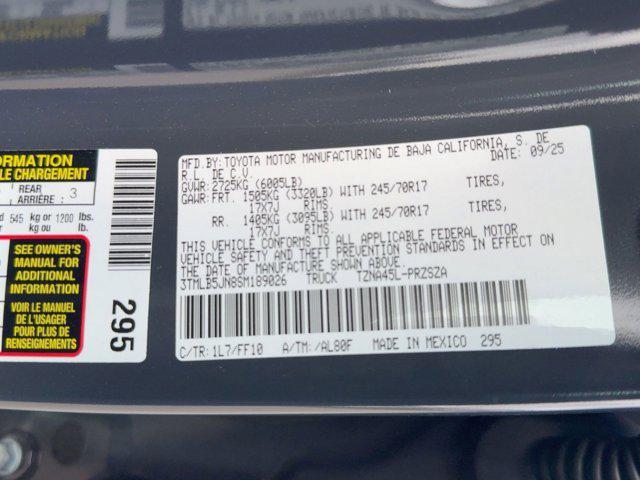 FORMATION
LE CHARGEMENT
REAR
ARRIÈRE : 3
545 kg or 1200 lbs.
kg ou lb.
SEE OWNER'S
MANUAL FOR
ADDITIONAL
INFORMATION
VOIR LE MANUEL
DE L'USAGER
POUR PLUS DE
RENSEIGNEMENTS
295
MFD.BY:TOYOTA MOTOR MANUFACTURING DE BAJA CALIFORNIA, S. DE
R.L. DE C.V. DATE: 09/25
GVWR:2725KG (6005LB)
GAWR:FRT. 1505KG (3320LB) WITH 245/70R17 TIRES,
17X7J RIMS.
RR. 1405KG (3095LB) WITH 245/70R17 TIRES,
17X7J RIMS.
THIS VEHICLE CONFORMS TO ALL APPLICABLE FEDERAL MOTOR
VEHICLE SAFETY AND THEFT PREVENTION STANDARDS IN EFFECT ON
THE DATE OF MANUFACTURE SHOWN ABOVE.
3TMLB5JN8SM189026 TRUCK TZNA45L-PRZSZA
C/TR:1L7/FF10 A/TM:/AL80F MADE IN MEXICO 295